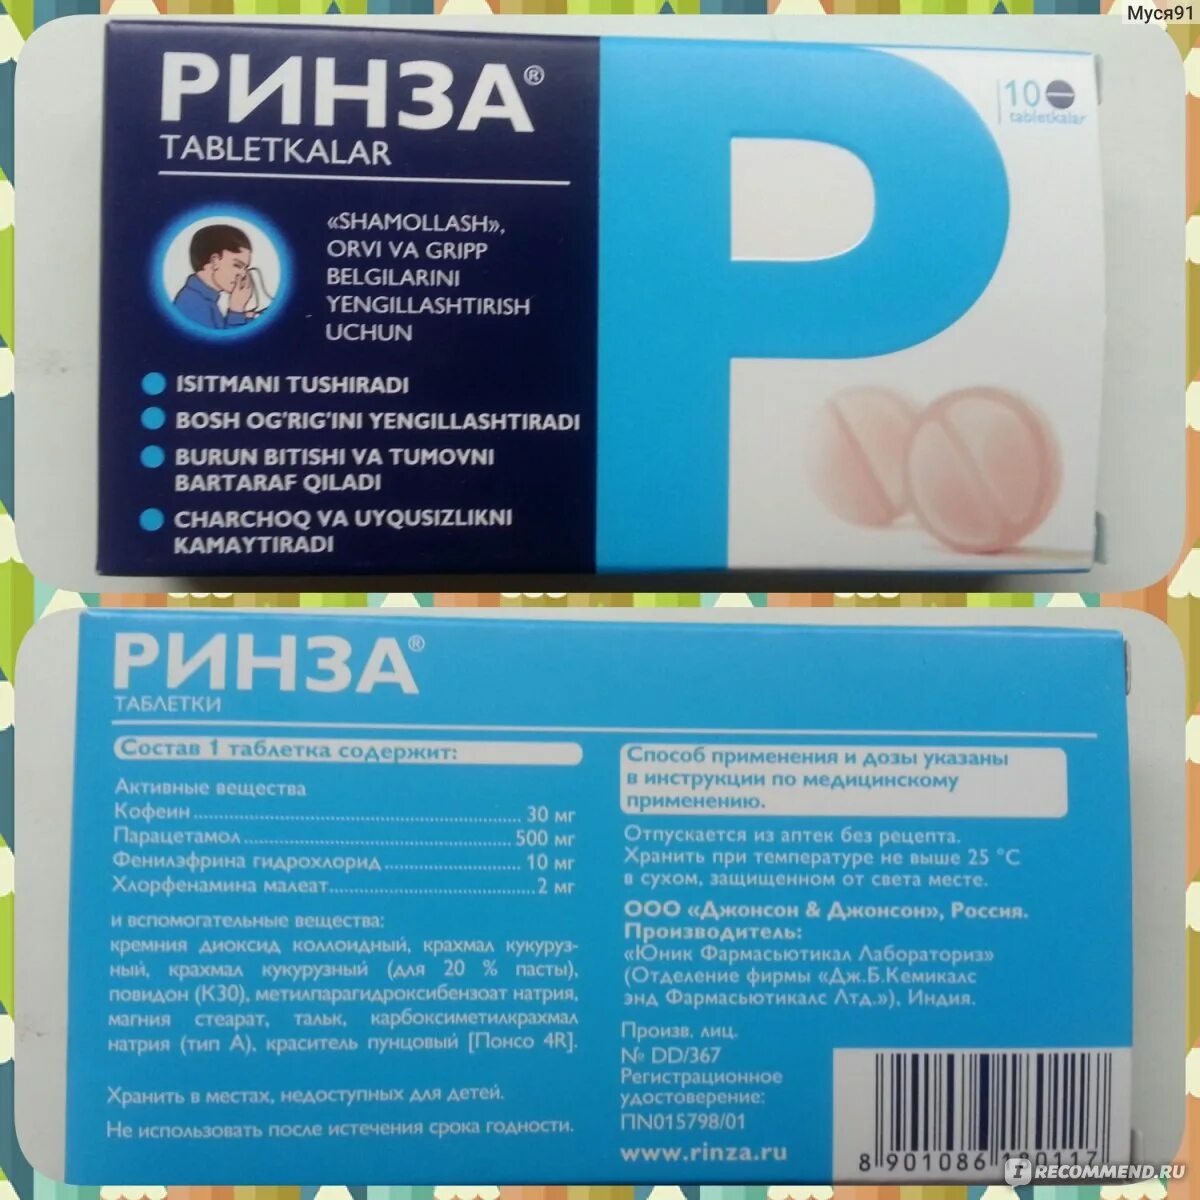 Муся91
РИНЗА®
TABLETKALAR
10
tabletkalar
«SHAMOLLASH»,
ORVI VA GRIPP
BELGILARINI
YENGILLASHTIRISH
UCHUN
ISITMANI TUSHIRADI
BOSH OG'RIG'INI YENGILLASHTIRADI
BURUN BITISHI VA TUMOVNI
BARTARAF QILADI
CHARCHOQ VA UYQUSIZLIKNI
KAMAYTIRADI
Р
РИНЗА®
ТАБЛЕТКИ
Состав 1 таблетка содержит:
Активные вещества
Кофеин 30 мг
Парацетамол 500 мг
Фенилэфрина гидрохлорид 10 мг
Хлорфенамина малеат 2 мг
и вспомогательные вещества:
кремния диоксид коллоидный, крахмал кукуруз-
ный, крахмал кукурузный (для 20 % пасты),
повидон (К30), метилпарагидроксибензоат натрия,
магния стеарат, тальк, карбоксиметилкрахмал
натрия (тип А), краситель пунцовый [Понсо 4R].
Хранить в местах, недоступных для детей.
Не использовать после истечения срока годности.
Способ применения и дозы указаны
в инструкции по медицинскому
применению.
Отпускается из аптек без рецепта.
Хранить при температуре не выше 25 °С
в сухом, защищенном от света месте.
ООО «Джонсон & Джонсон», Россия.
Производитель:
«Юник Фармасьютикал Лабораториз»
(Отделение фирмы «Дж.Б.Кемикалс
энд Фармасьютикалс Лтд.»), Индия.
Произв. лиц.
№ DD/367
Регистрационное
удостоверение:
ПN015798/01
www.rinza.ru
8 901086 180117
IRECOMMEND.RU